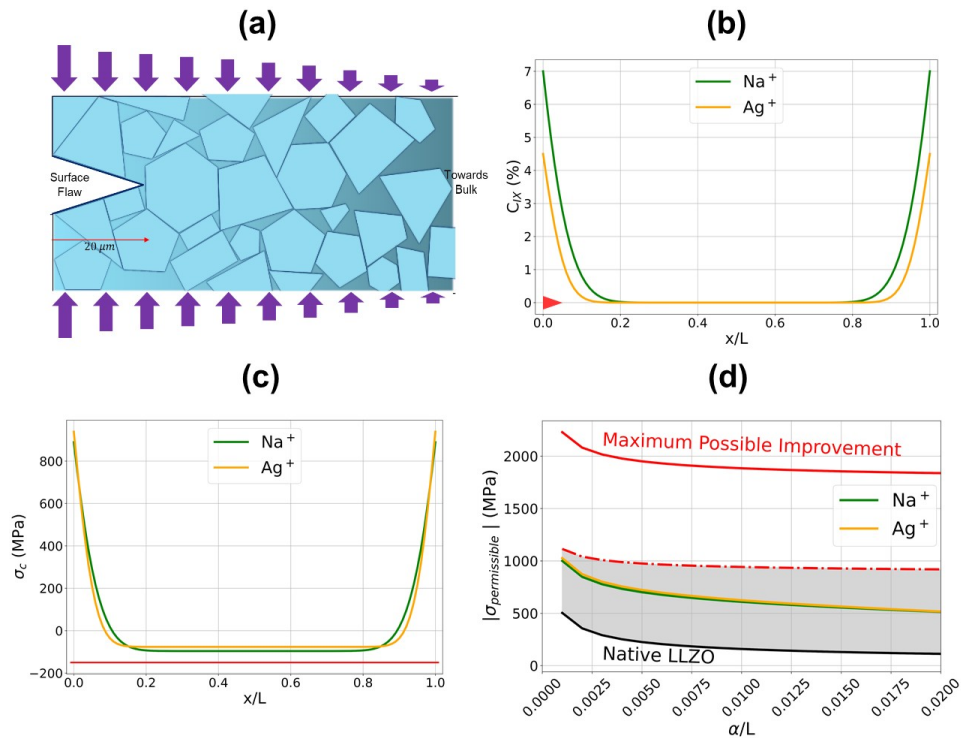 (a)
Surface
Flaw
20 μm
Towards
Bulk
(b)
C_IX (%)
7
6
5
4
3
2
1
0
Na⁺
Ag⁺
0.0 0.2 0.4 0.6 0.8 1.0
x/L
(c)
σ_c (MPa)
800
600
400
200
0
−200
Na⁺
Ag⁺
0.0 0.2 0.4 0.6 0.8 1.0
x/L
(d)
|σ_permissible| (MPa)
2000
1500
1000
500
0
Maximum Possible Improvement
Na⁺
Ag⁺
Native LLZO
0.0000 0.0025 0.0050 0.0075 0.0100 0.0125 0.0150 0.0175 0.0200
α/L